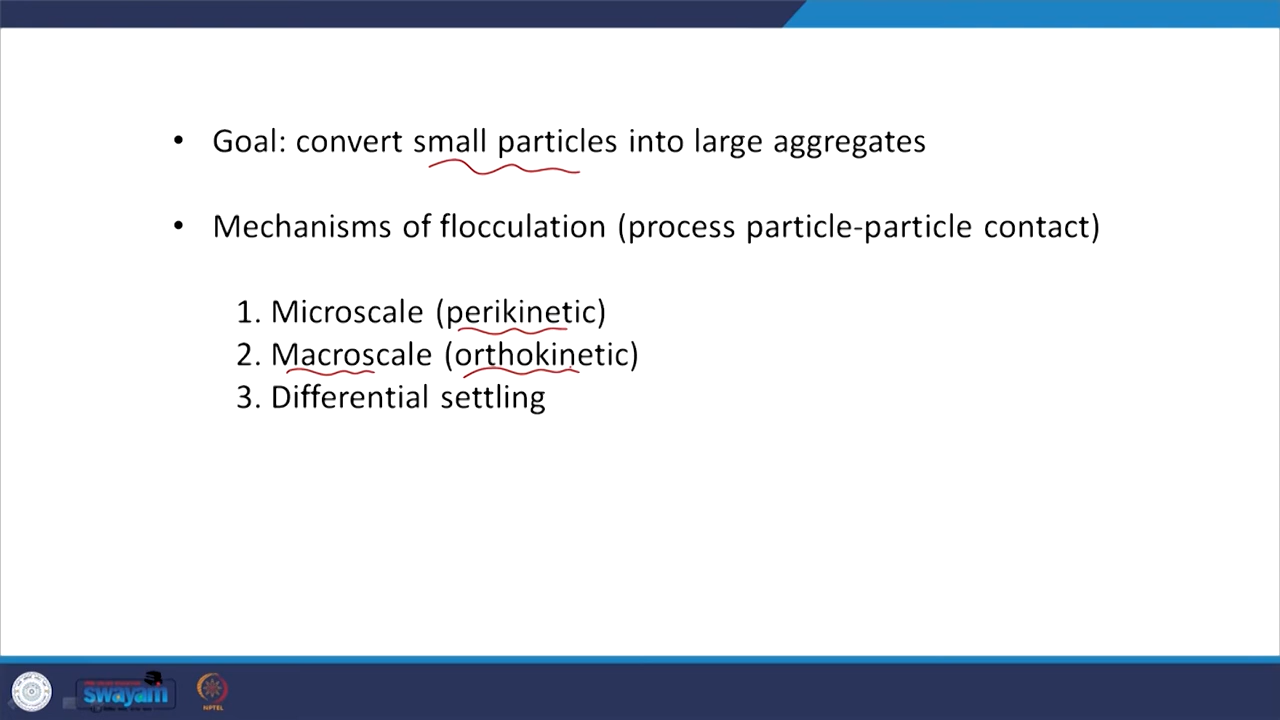 • Goal: convert small particles into large aggregates
• Mechanisms of flocculation (process particle-particle contact)
1. Microscale (perikinetic)
2. Macroscale (orthokinetic)
3. Differential settling
swayam
NPTEL